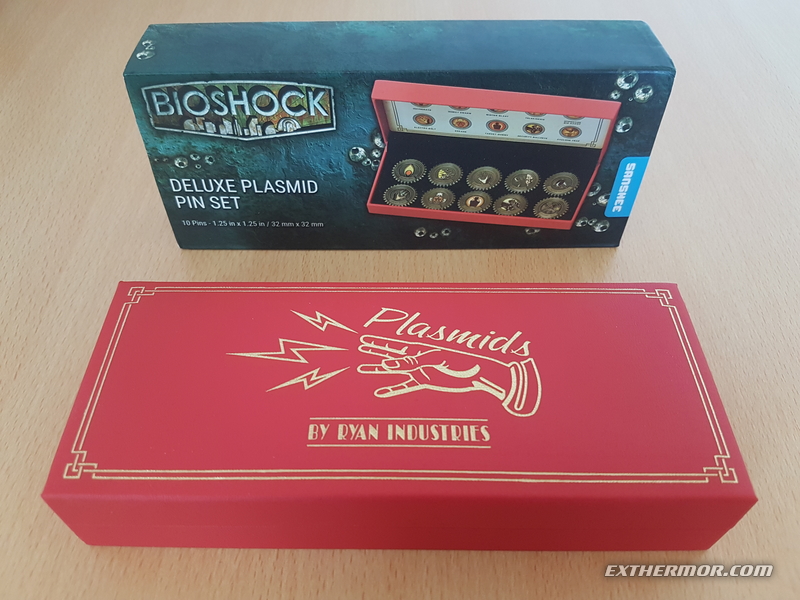 BIOSHOCK
DELUXE PLASMID
PIN SET
10 Pins - 1.25 in x 1.25 in / 32 mm x 32 mm
SANSHEE
Plasmids
BY RYAN INDUSTRIES
EXTHERMOR.COM